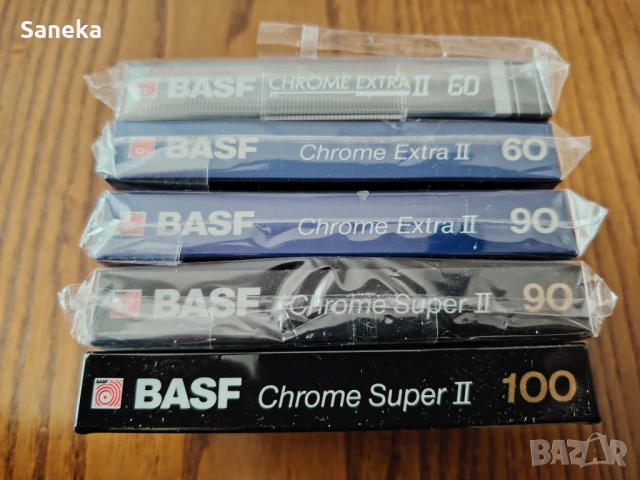 Saneka
BASF CHROME EXTRA II 60
BASF Chrome Extra II 60
BASF Chrome Extra II 90
BASF Chrome Super II 90
BASF BASF Chrome Super II 100
BAZAR